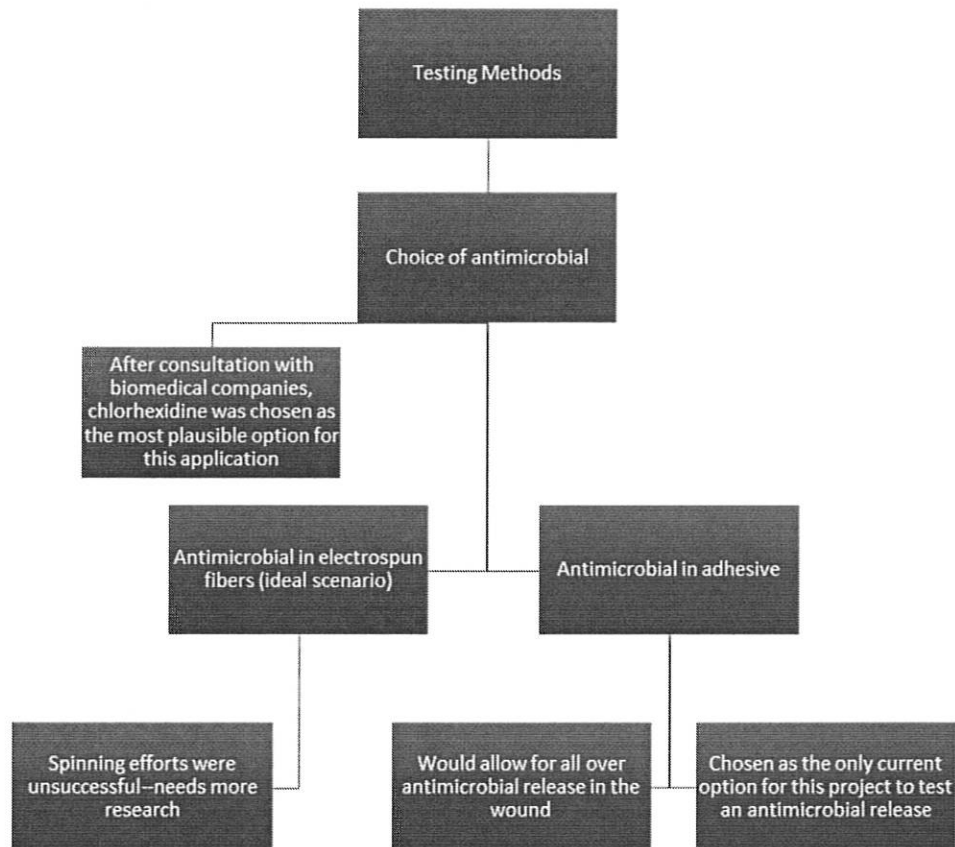 Testing Methods
Choice of antimicrobial
After consultation with
biomedical companies,
chlorhexidine was chosen as
the most plausible option for
this application
Antimicrobial in electrospun
fibers (ideal scenario)
Antimicrobial in adhesive
Spinning efforts were
unsuccessful--needs more
research
Would allow for all over
antimicrobial release in the
wound
Chosen as the only current
option for this project to test
an antimicrobial release